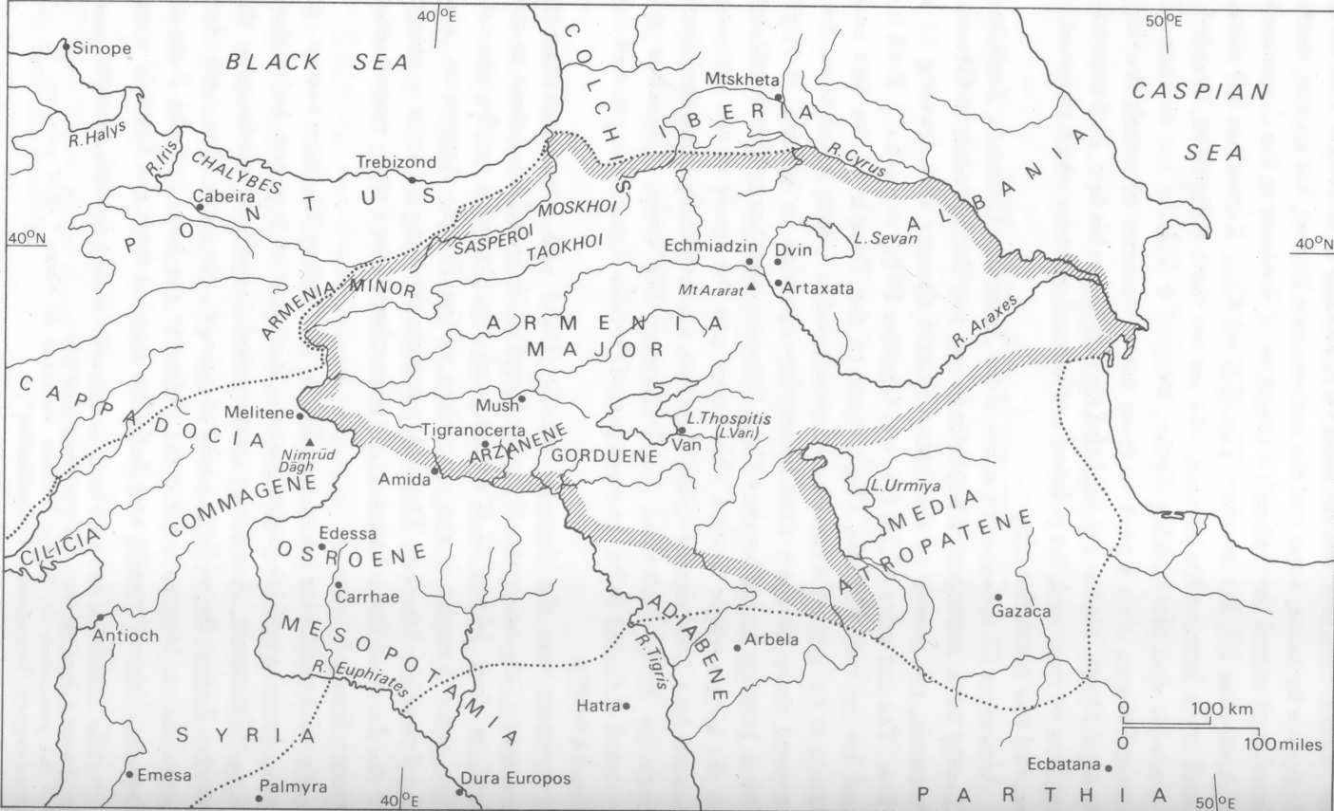 40°E
50°E
Sinope
BLACK SEA
COLCHIS
Mtskheta
IBERIA
CASPIAN
SEA
R.Halys
R.Iris
CHALYBES
Trebizond
R.Cyrus
ALBANIA
Cabeira
PONTUS
MOSKHOI
SASPEROI
TAOKHOI
40°N
Echmiadzin
Dvin
L.Sevan
40°N
ARMENIA MINOR
Mt Ararat
Artaxata
ARMENIA
MAJOR
R.Araxes
CAPPADOCIA
Melitene
Mush
L.Thospitis
(L.Van)
Tigranocerta
ARZANENE
Van
Nimrūd
Dāgh
GORDUENE
Amida
L.Urmīya
COMMAGENE
MEDIA
ATROPATENE
CILICIA
Edessa
OSROENE
Carrhae
Gazaca
Antioch
ADIABENE
Arbela
MESOPOTAMIA
R. Euphrates
R.Tigris
Hatra
SYRIA
0 100 km
0 100 miles
Emesa
Palmyra
Dura Europos
Ecbatana
40°E
PARTHIA
50°E